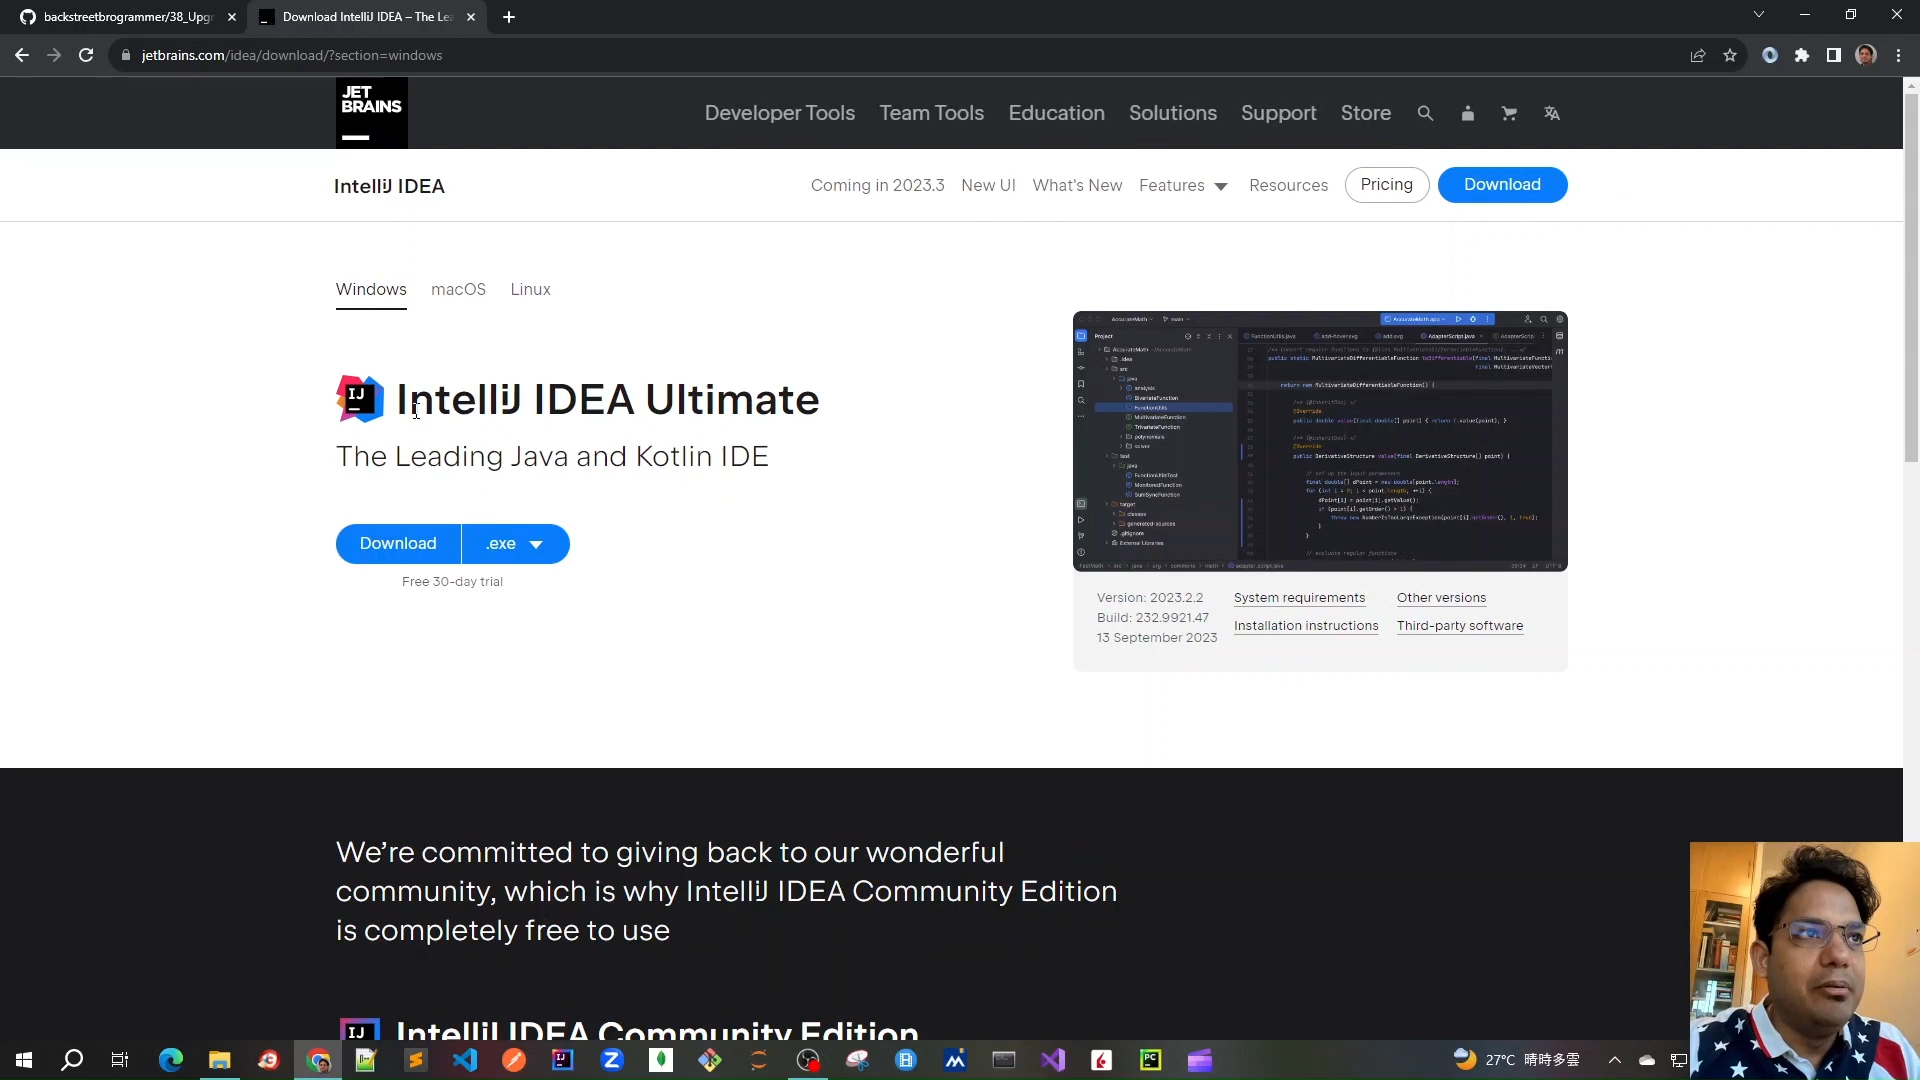 backstreetbrogrammer/38_Upgr
Download IntelliJ IDEA – The Lea
jetbrains.com/idea/download/?section=windows
JET
BRAINS
Developer Tools
Team Tools
Education
Solutions
Support
Store
IntelliJ IDEA
Coming in 2023.3
New UI
What's New
Features
Resources
Pricing
Download
Windows
macOS
Linux
IJ
IntelliJ IDEA Ultimate
The Leading Java and Kotlin IDE
Download
.exe
Free 30-day trial
Version: 2023.2.2
Build: 232.9921.47
13 September 2023
System requirements
Installation instructions
Other versions
Third-party software
We're committed to giving back to our wonderful
community, which is why IntelliJ IDEA Community Edition
is completely free to use
IJ
IntelliJ IDEA Community Edition
27°C 晴時多雲